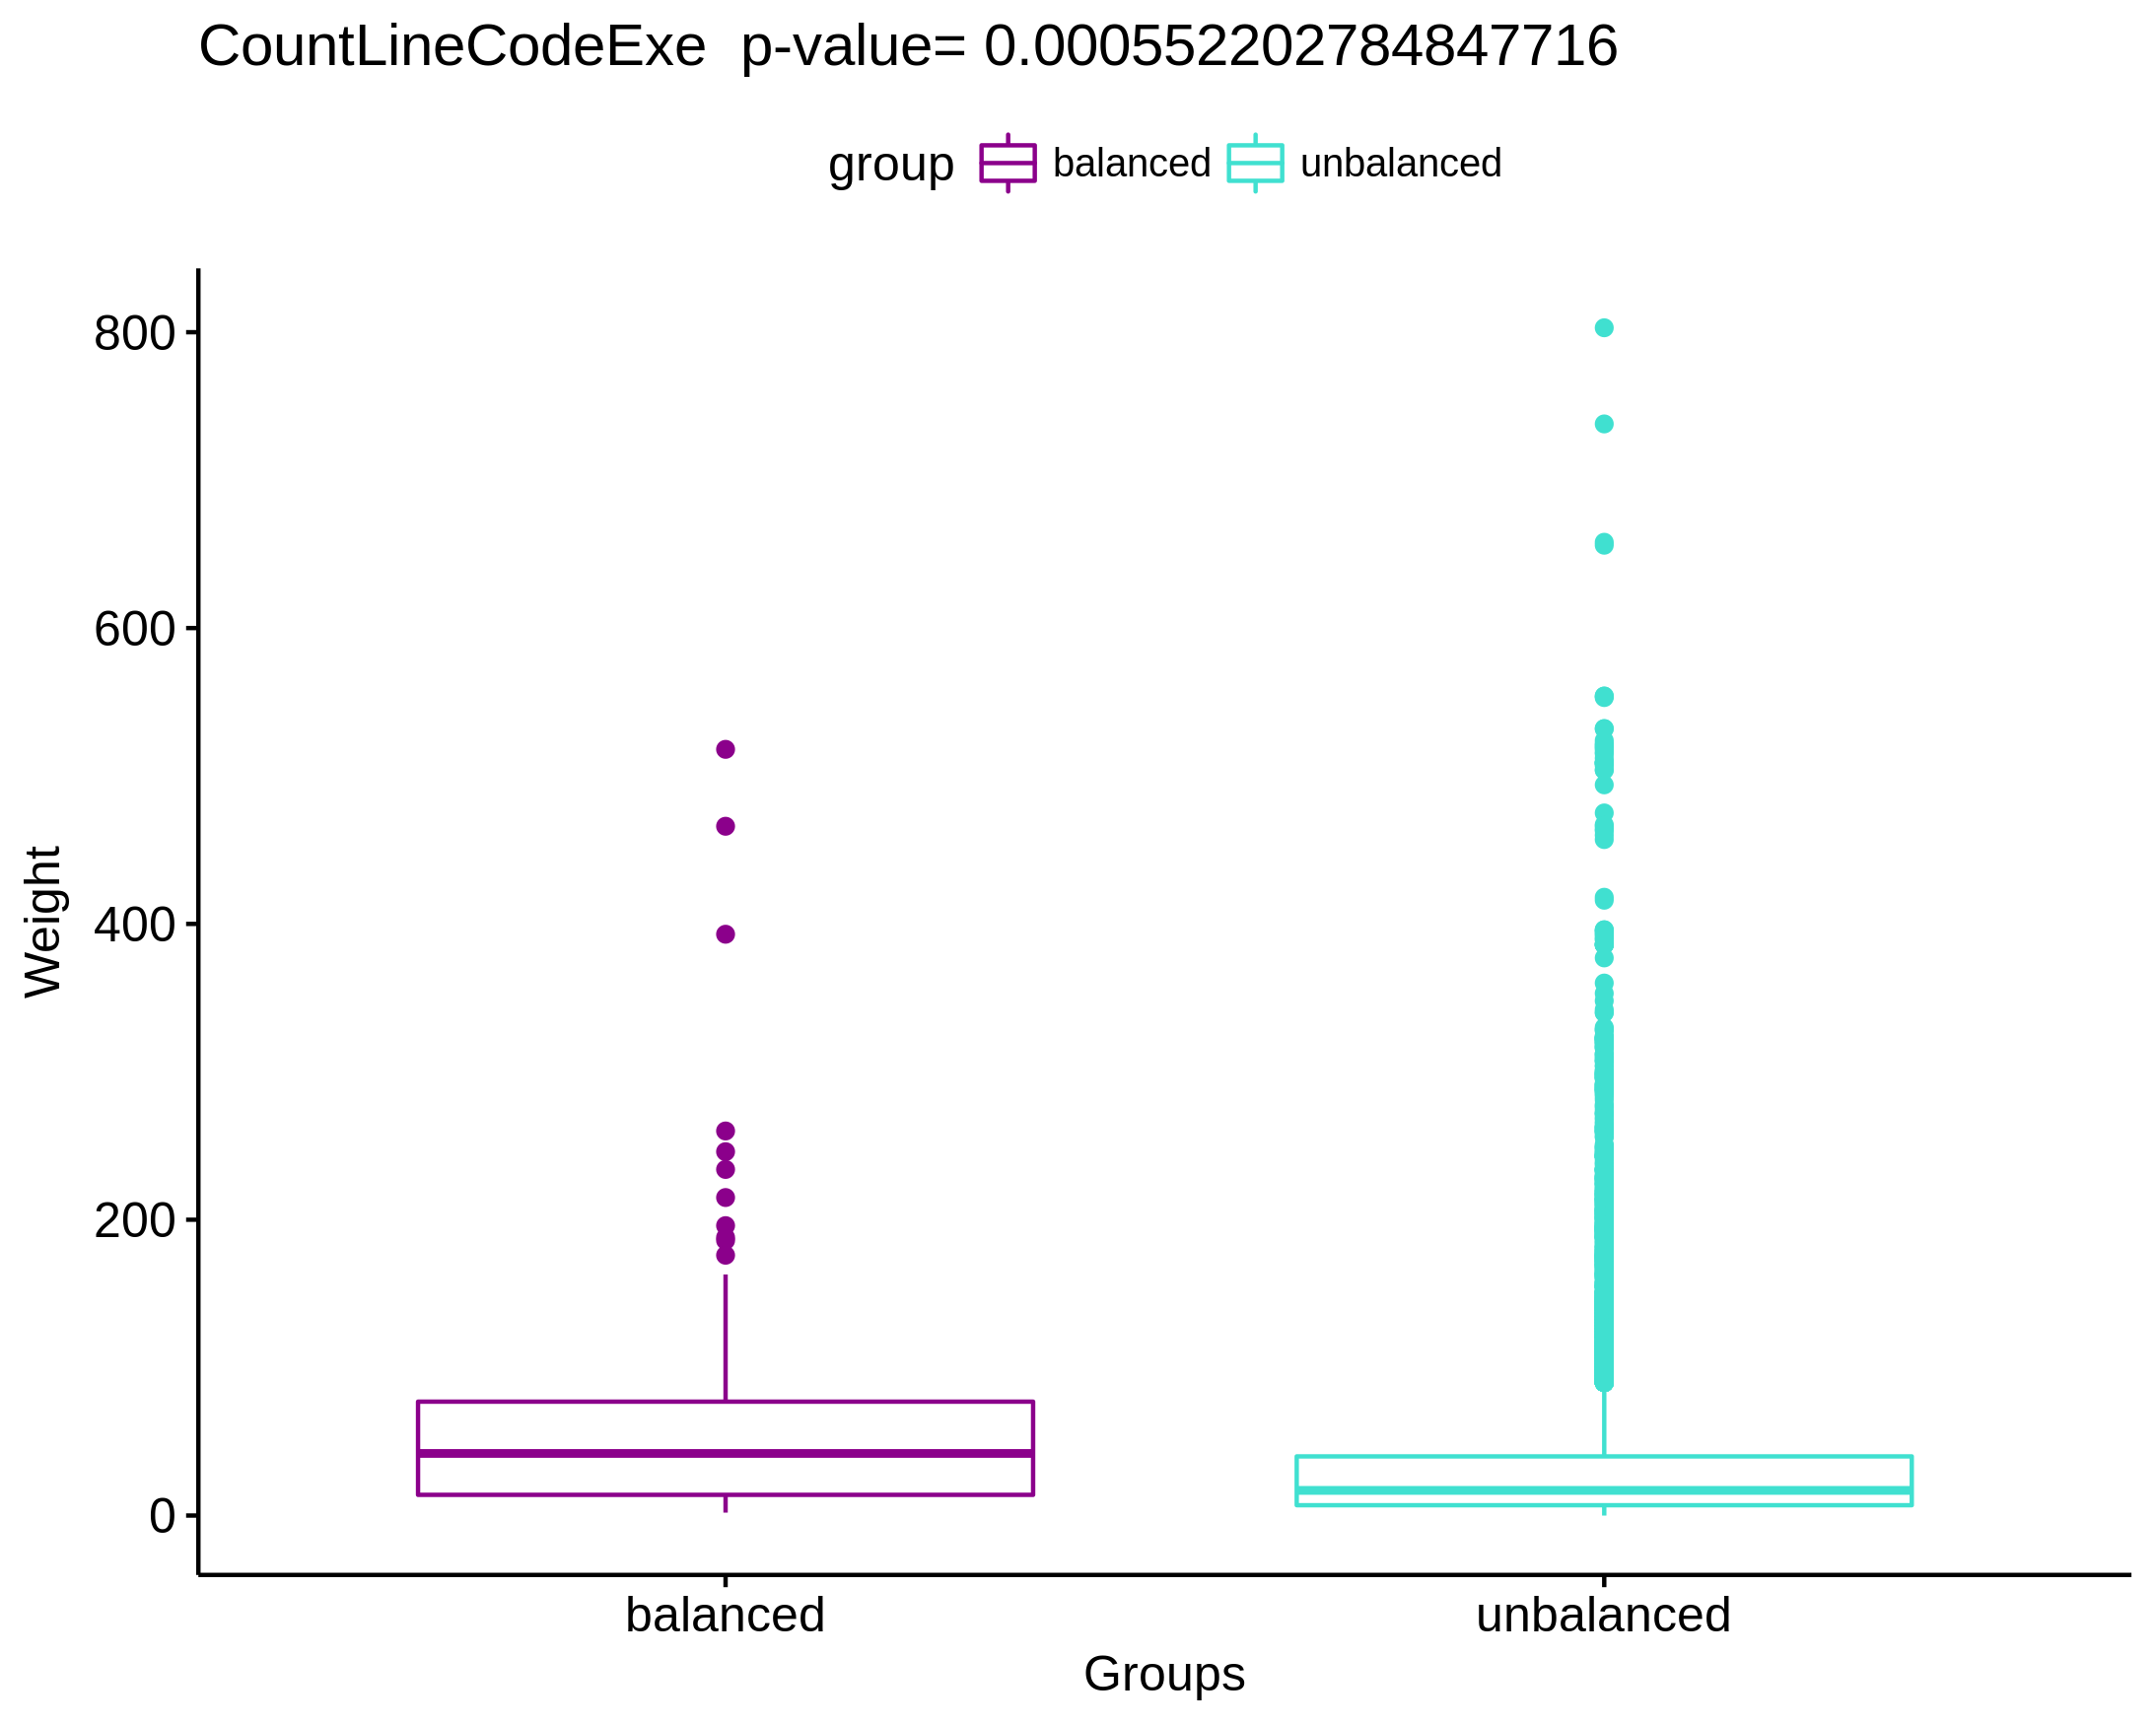 CountLineCodeExe  p-value= 0.000552202784847716
group balanced unbalanced
800
600
400
200
0
Weight
balanced unbalanced
Groups